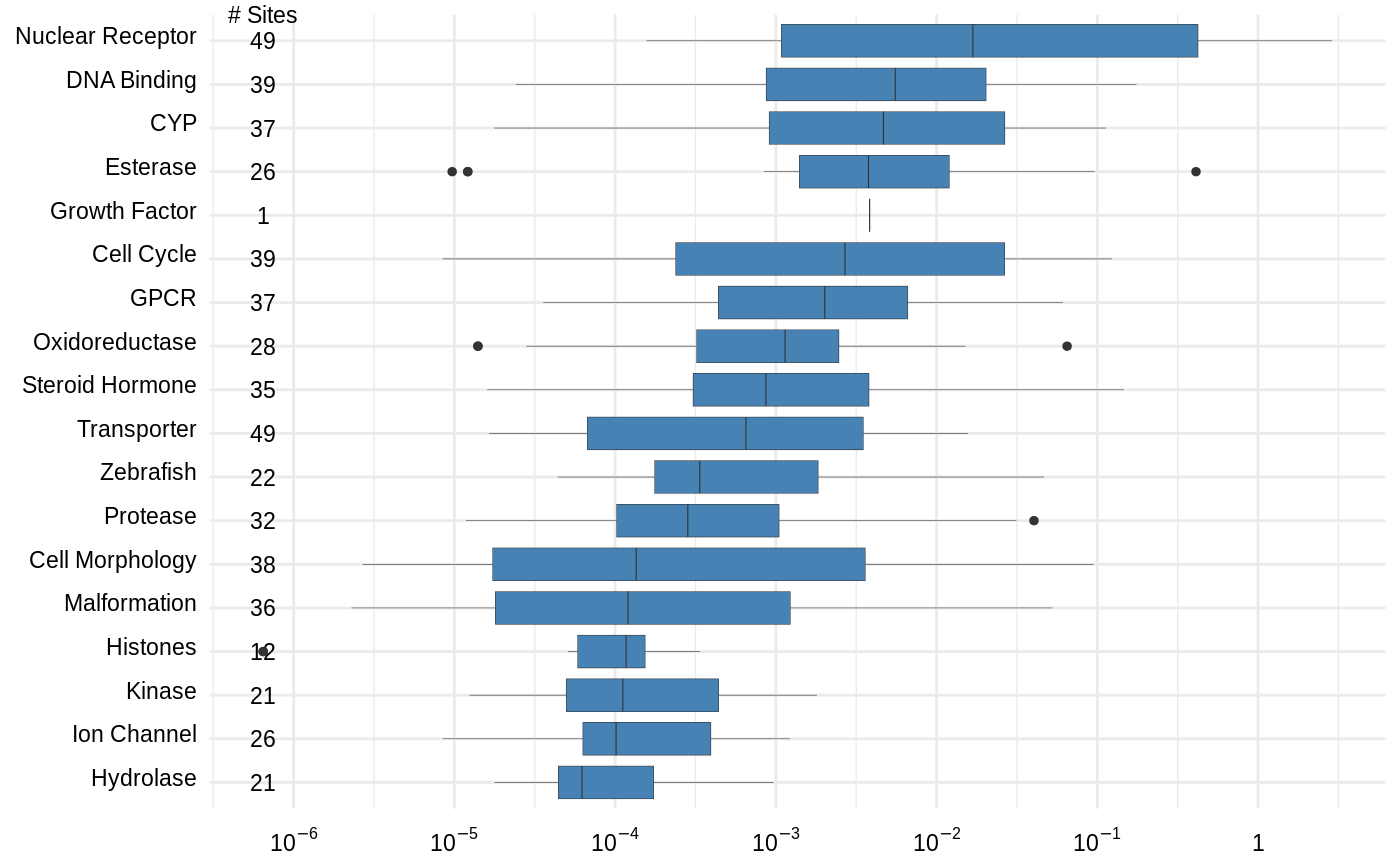 # Sites
Nuclear Receptor 49
DNA Binding 39
CYP 37
Esterase 26
Growth Factor 1
Cell Cycle 39
GPCR 37
Oxidoreductase 28
Steroid Hormone 35
Transporter 49
Zebrafish 22
Protease 32
Cell Morphology 38
Malformation 36
Histones 12
Kinase 21
Ion Channel 26
Hydrolase 21
10⁻⁶ 10⁻⁵ 10⁻⁴ 10⁻³ 10⁻² 10⁻¹ 1